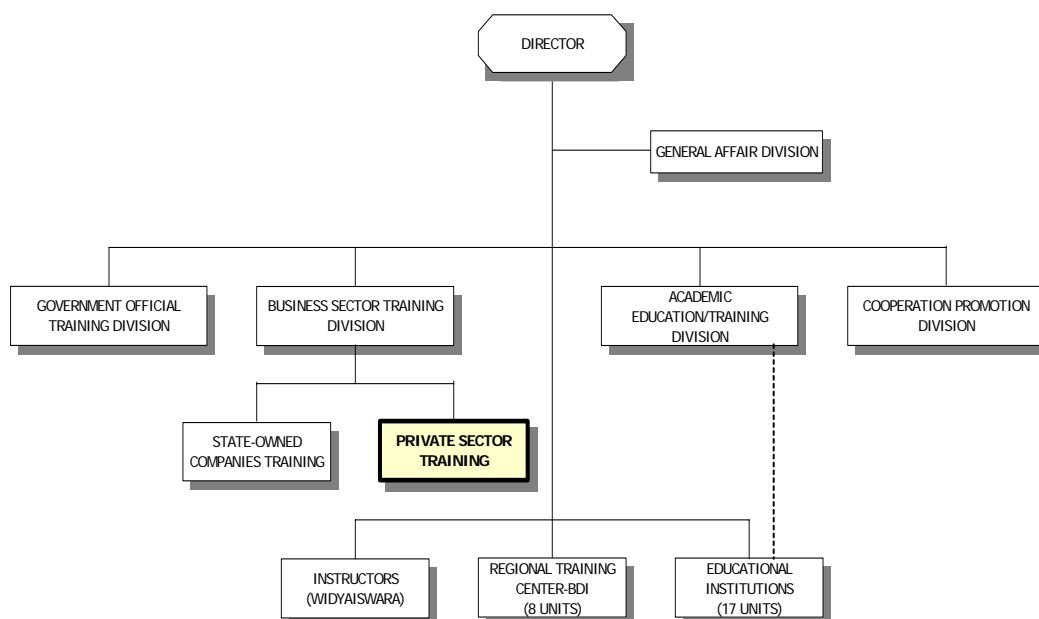 DIRECTOR
GENERAL AFFAIR DIVISION
GOVERNMENT OFFICIAL
TRAINING DIVISION
BUSINESS SECTOR TRAINING
DIVISION
ACADEMIC
EDUCATION/TRAINING
DIVISION
COOPERATION PROMOTION
DIVISION
STATE-OWNED
COMPANIES TRAINING
PRIVATE SECTOR
TRAINING
INSTRUCTORS
(WIDYAISWARA)
REGIONAL TRAINING
CENTER-BDI
(8 UNITS)
EDUCATIONAL
INSTITUTIONS
(17 UNITS)